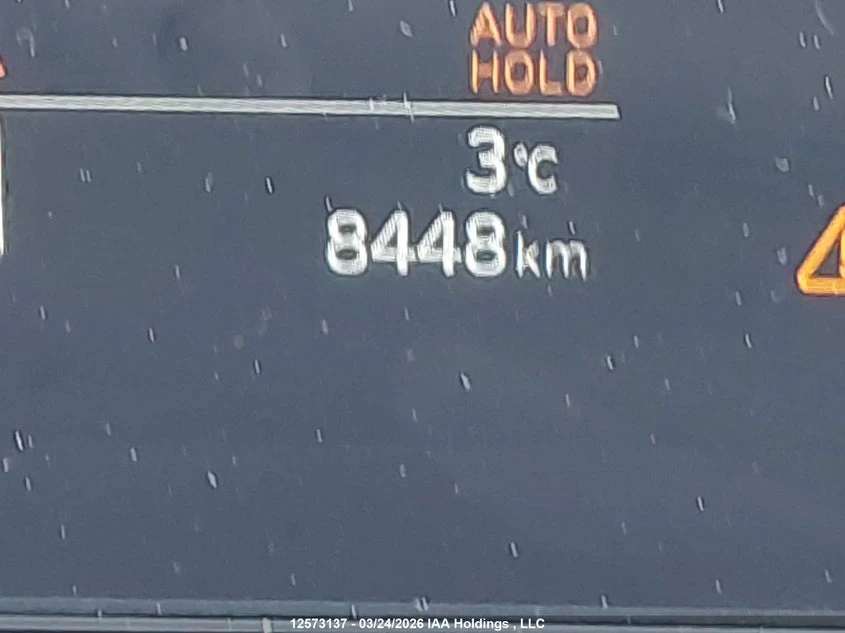 AUTO
HOLD
3°C
8448 km
12573137 - 03/24/2026 IAA Holdings , LLC